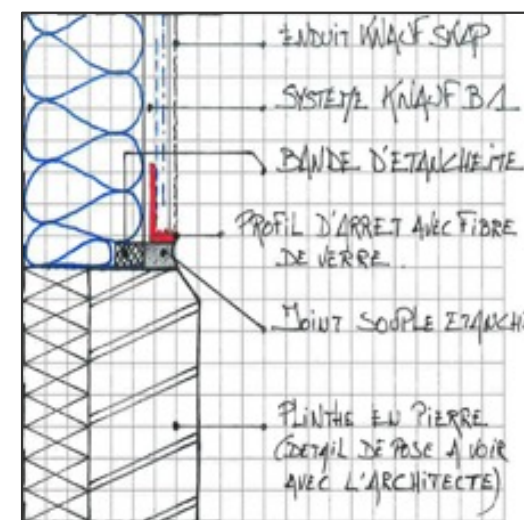 ENDUIT KNAUF SNAP
SYSTEME KNAUF B1
BANDE D'ETANCHEITE
PROFIL D'ARRET AVEC FIBRE
DE VERRE.
JOINT SOUPLE ETANCHE
PLINTHE EN PIERRE
(DETAIL DE POSE A VOIR
AVEC L'ARCHITECTE)